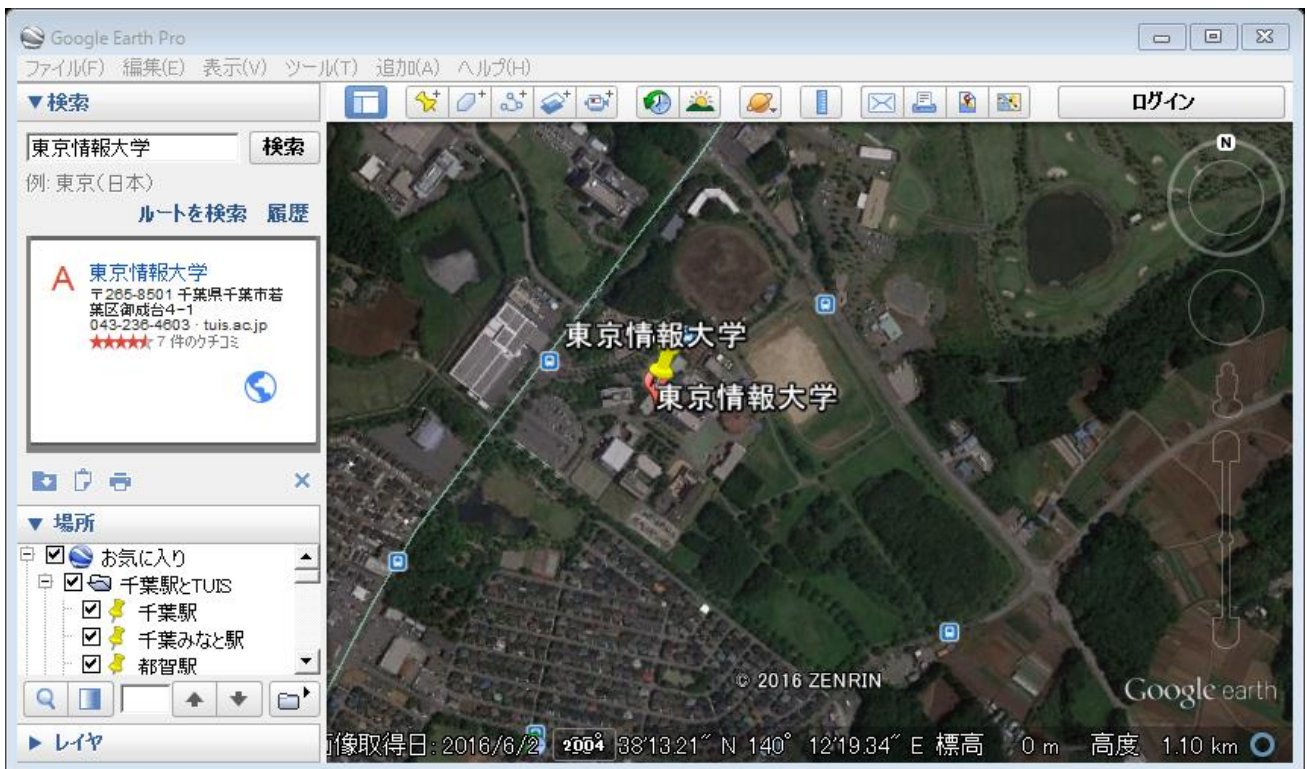 Google Earth Pro
ファイル(F) 編集(E) 表示(V) ツール(T) 追加(A) ヘルプ(H)
▼検索
東京情報大学 検索
例: 東京(日本)
ルートを検索 履歴
A 東京情報大学
〒265-8501 千葉県千葉市若
葉区御成台4-1
043-236-4603 · tuis.ac.jp
7 件のクチコミ
▼ 場所
お気に入り
千葉駅とTUIS
千葉駅
千葉みなと駅
都賀駅
▶ レイヤ
ログイン
N
東京情報大学
東京情報大学
© 2016 ZENRIN
Google earth
像取得日: 2016/6/2 2004 38'13.21" N 140° 12'19.34" E 標高 0 m 高度 1.10 km